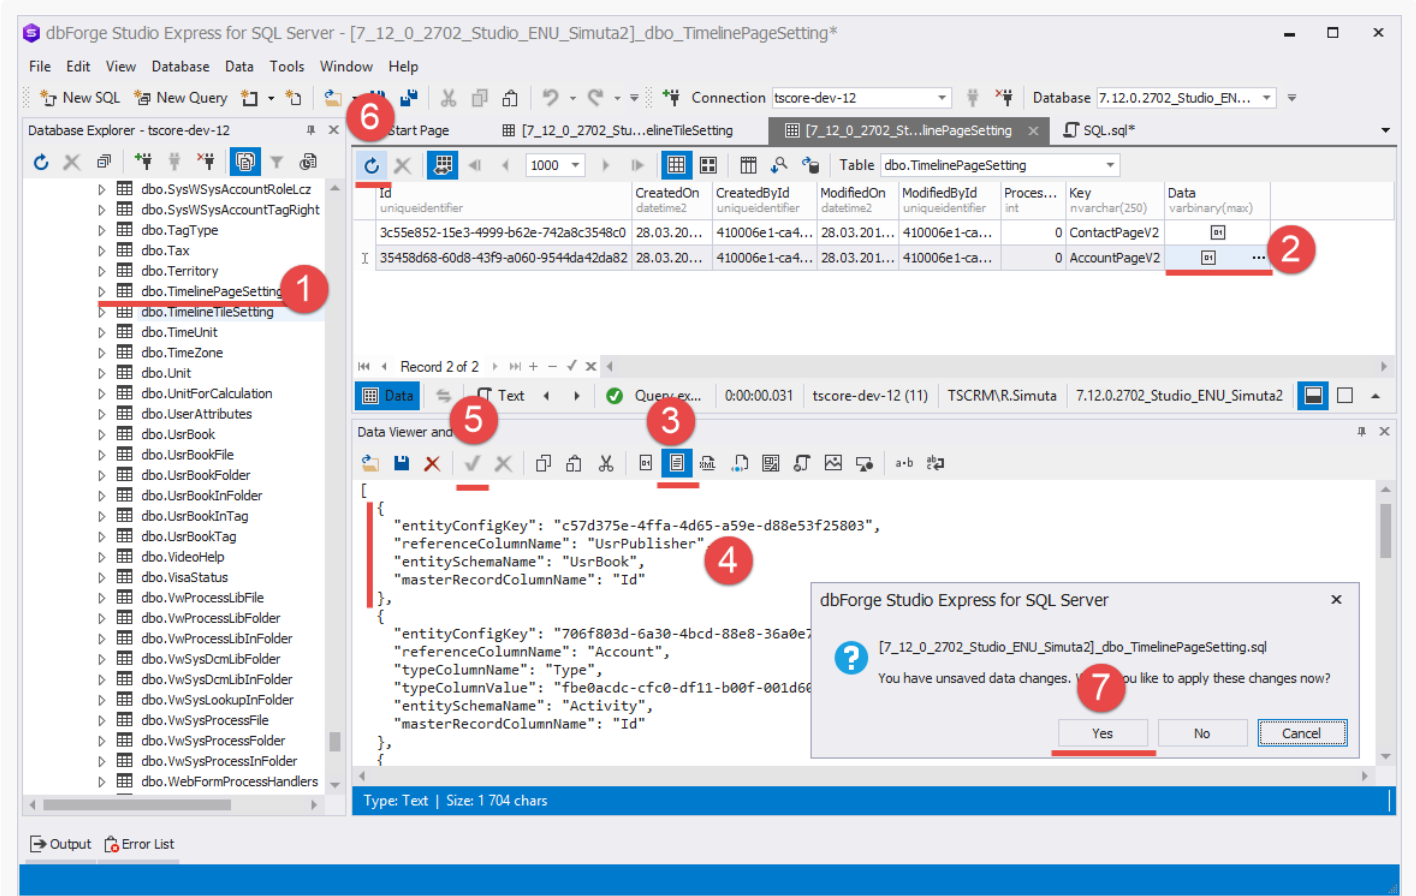 dbForge Studio Express for SQL Server - [7_12_0_2702_Studio_ENU_Simuta2]_dbo_TimelinePageSetting*
File Edit View Database Data Tools Window Help
New SQL New Query Connection tscore-dev-12 Database 7.12.0.2702_Studio_EN...
Database Explorer - tscore-dev-12
6
Start Page [7_12_0_2702_Stu...elineTileSetting [7_12_0_2702_St...linePageSetting SQL.sql*
1000 Table dbo.TimelinePageSetting
dbo.SysWSysAccountRoleLcz
dbo.SysWSysAccountTagRight
dbo.TagType
dbo.Tax
dbo.Territory
dbo.TimelinePageSetting
1
dbo.TimelineTileSetting
dbo.TimeUnit
dbo.TimeZone
dbo.Unit
dbo.UnitForCalculation
dbo.UserAttributes
dbo.UsrBook
dbo.UsrBookFile
dbo.UsrBookFolder
dbo.UsrBookInFolder
dbo.UsrBookInTag
dbo.UsrBookTag
dbo.VideoHelp
dbo.VisaStatus
dbo.VwProcessLibFile
dbo.VwProcessLibFolder
dbo.VwProcessLibInFolder
dbo.VwSysDcmLibFolder
dbo.VwSysDcmLibInFolder
dbo.VwSysLookupInFolder
dbo.VwSysProcessFile
dbo.VwSysProcessFolder
dbo.VwSysProcessInFolder
dbo.WebFormProcessHandlers
Id CreatedOn CreatedById ModifiedOn ModifiedById Proces... Key Data
uniqueidentifier datetime2 uniqueidentifier datetime2 uniqueidentifier int nvarchar(250) varbinary(max)
3c55e852-15e3-4999-b62e-742a8c3548c0 28.03.20... 410006e1-ca4... 28.03.201... 410006e1-ca... 0 ContactPageV2
35458d68-60d8-43f9-a060-9544da42da82 28.03.20... 410006e1-ca4... 28.03.201... 410006e1-ca... 0 AccountPageV2 ...
2
Record 2 of 2
Data Text Query ex... 0:00:00.031 tscore-dev-12 (11) TSCRM\R.Simuta 7.12.0.2702_Studio_ENU_Simuta2
5
3
Data Viewer and
XML a•b
[
{
"entityConfigKey": "c57d375e-4ffa-4d65-a59e-d88e53f25803",
"referenceColumnName": "UsrPublisher",
"entitySchemaName": "UsrBook",
"masterRecordColumnName": "Id"
},
4
{
"entityConfigKey": "706f803d-6a30-4bcd-88e8-36a0e7
"referenceColumnName": "Account",
"typeColumnName": "Type",
"typeColumnValue": "fbe0acdc-cfc0-df11-b00f-001d60
"entitySchemaName": "Activity",
"masterRecordColumnName": "Id"
},
{
dbForge Studio Express for SQL Server
[7_12_0_2702_Studio_ENU_Simuta2]_dbo_TimelinePageSetting.sql
You have unsaved data changes. ou like to apply these changes now?
7
Yes No Cancel
Type: Text | Size: 1 704 chars
Output Error List